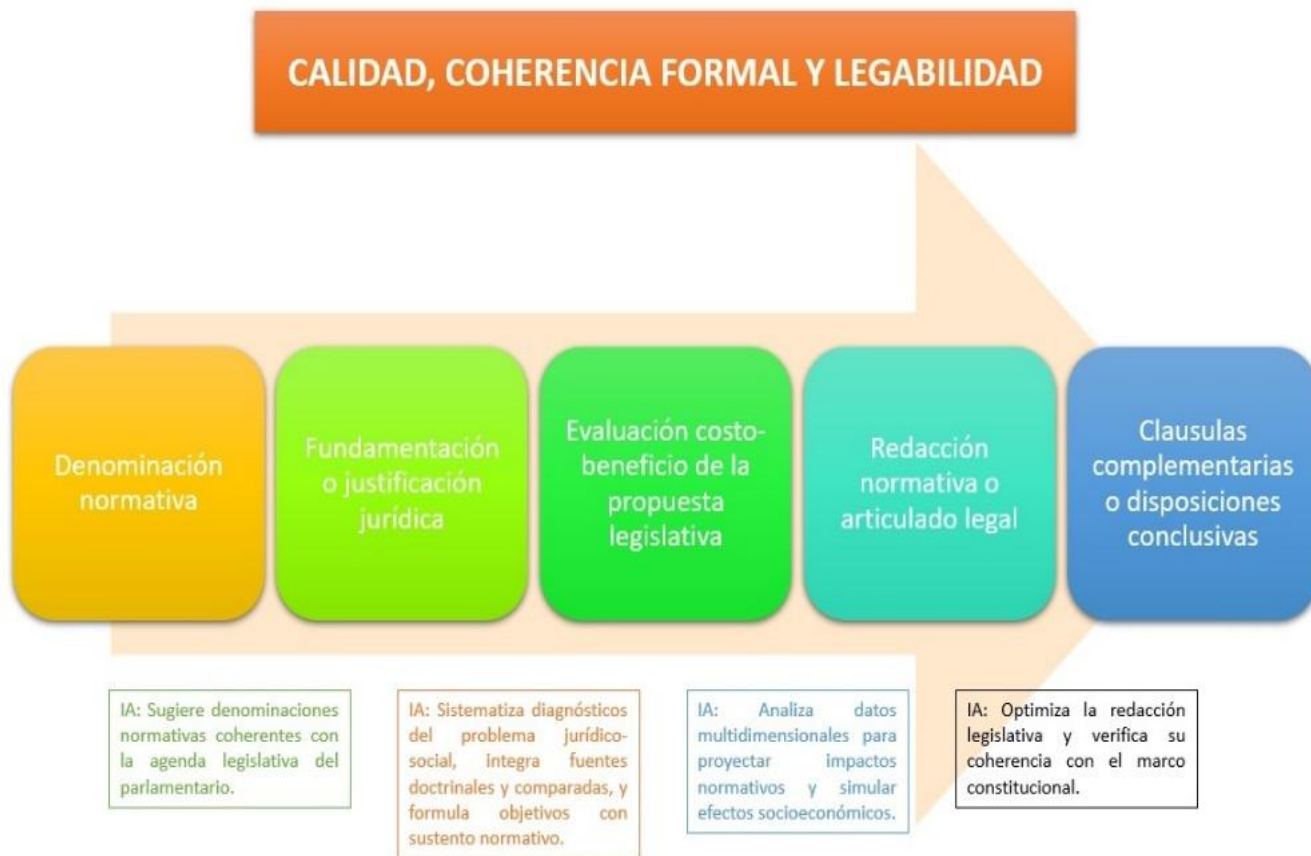 CALIDAD, COHERENCIA FORMAL Y LEGABILIDAD
Denominación
normativa
Fundamentación
o justificación
jurídica
Evaluación costo-
beneficio de la
propuesta
legislativa
Redacción
normativa o
articulado legal
Clausulas
complementarias
o disposiciones
conclusivas
IA: Sugiere denominaciones
normativas coherentes con
la agenda legislativa del
parlamentario.
IA: Sistematiza diagnósticos
del problema jurídico-
social, integra fuentes
doctrinales y comparadas, y
formula objetivos con
sustento normativo.
IA: Analiza datos
multidimensionales para
proyectar impactos
normativos y simular
efectos socioeconómicos.
IA: Optimiza la redacción
legislativa y verifica su
coherencia con el marco
constitucional.